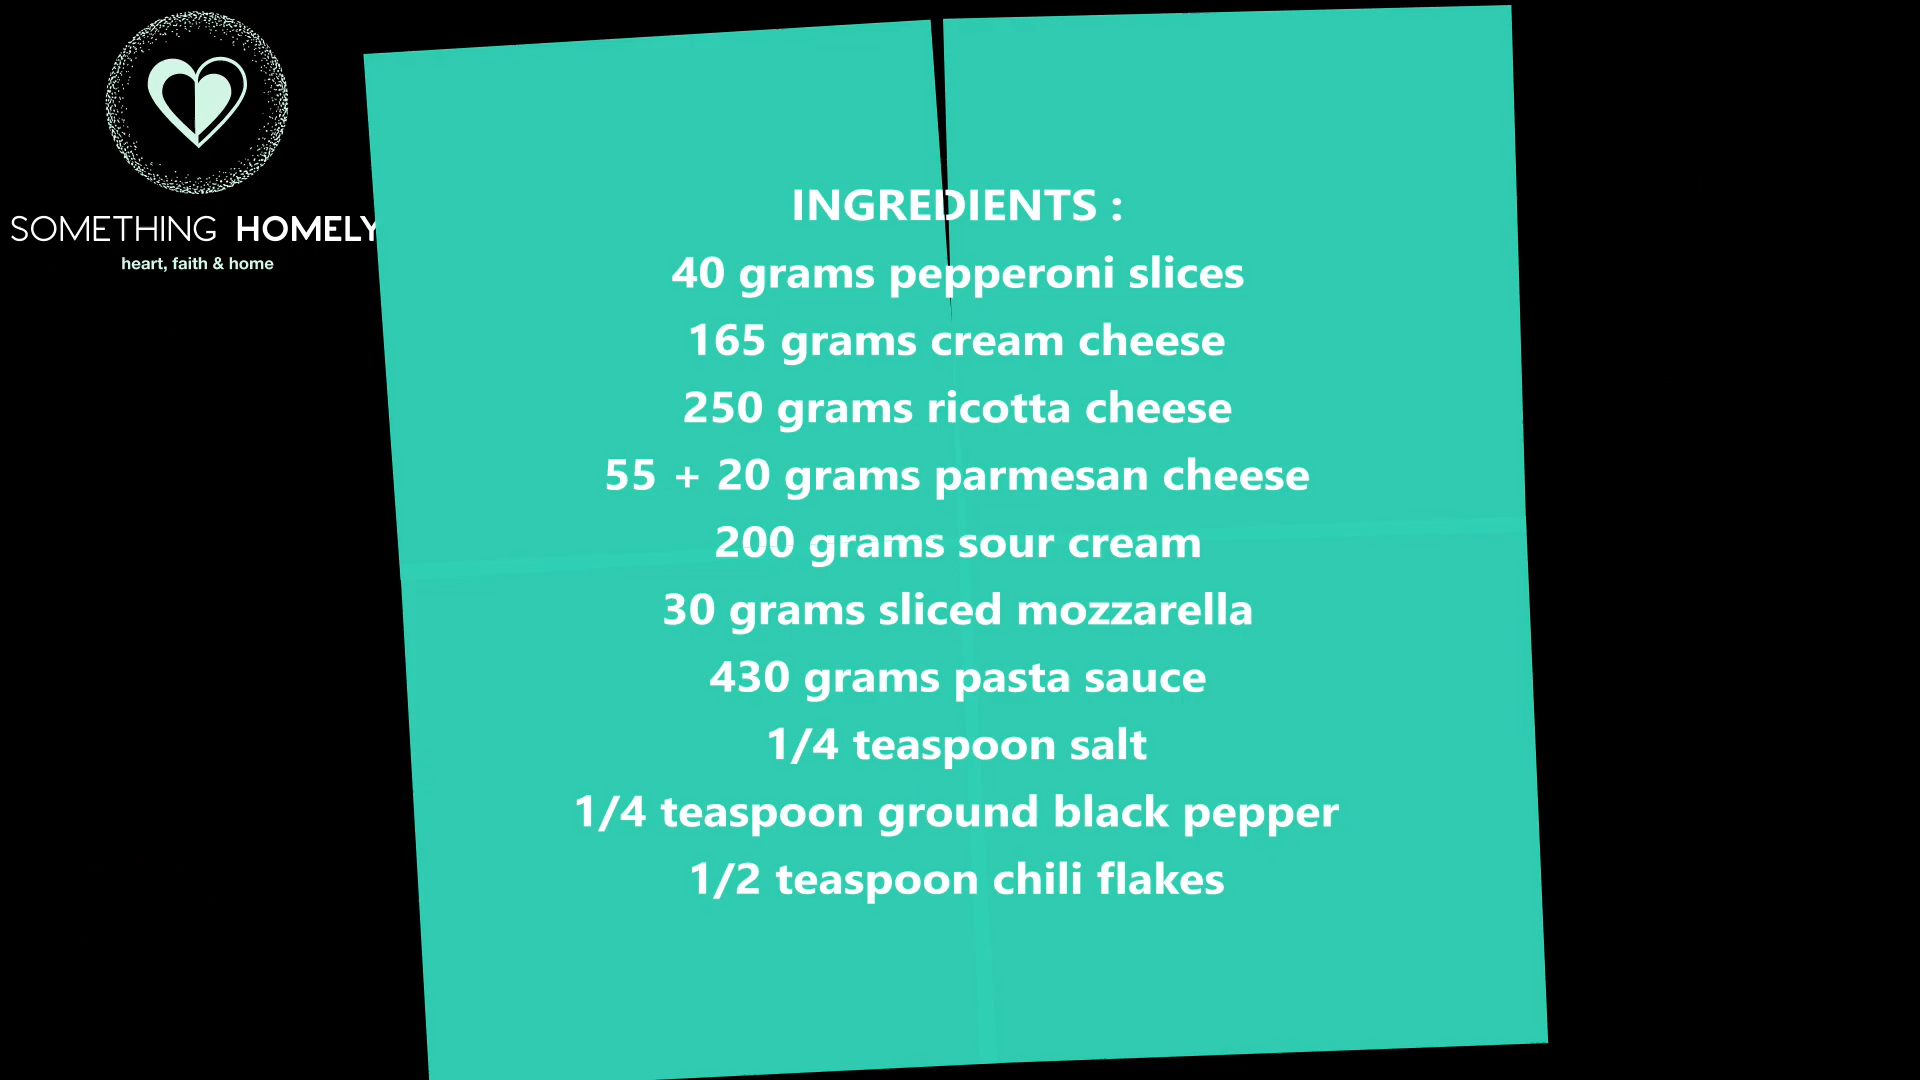 SOMETHING HOMELY
heart, faith & home
INGREDIENTS :
40 grams pepperoni slices
165 grams cream cheese
250 grams ricotta cheese
55 + 20 grams parmesan cheese
200 grams sour cream
30 grams sliced mozzarella
430 grams pasta sauce
1/4 teaspoon salt
1/4 teaspoon ground black pepper
1/2 teaspoon chili flakes